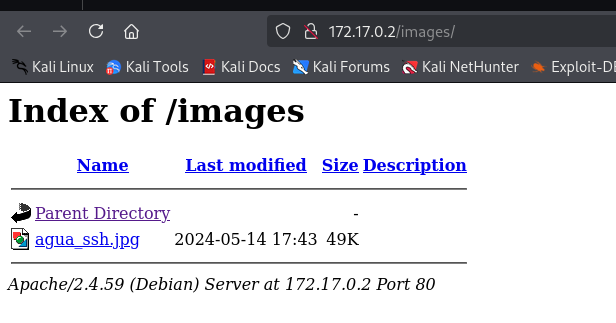 172.17.0.2/images/
Kali Linux Kali Tools Kali Docs Kali Forums Kali NetHunter Exploit-DB
Index of /images
Name Last modified Size Description
Parent Directory -
agua_ssh.jpg 2024-05-14 17:43 49K
Apache/2.4.59 (Debian) Server at 172.17.0.2 Port 80